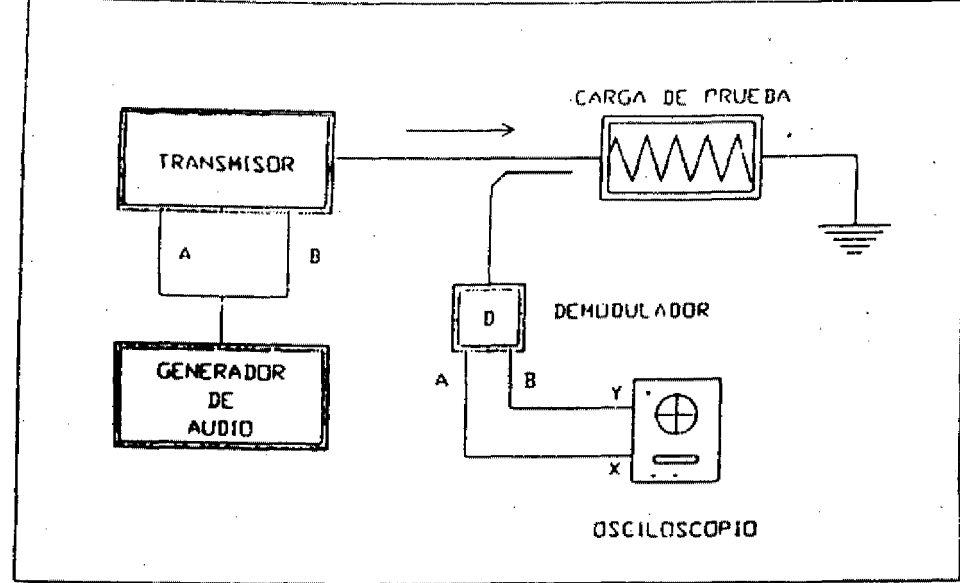 CARGA DE PRUEBA
TRANSMISOR
A
B
D
DEMODULADOR
GENERADOR
DE
AUDIO
A
B
Y
X
OSCILOSCOPIO